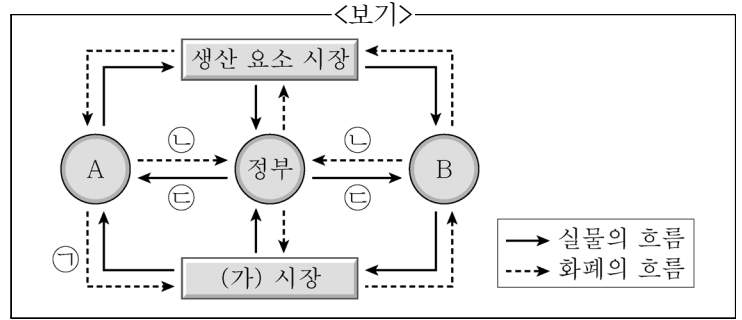 <보기>
생산 요소 시장
㉡ ㉡
A 정부 B
㉢ ㉢
㉠
(가) 시장
실물의 흐름
화폐의 흐름